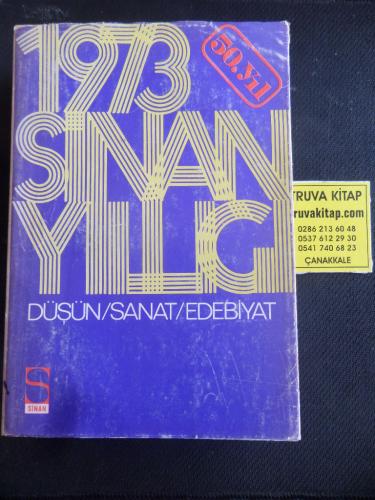 1973
50.yıl
SİNAN
YILLIĞI
DÜŞÜN/SANAT/EDEBİYAT
S
SİNAN
TRUVA KİTAP
truvakitap.com
0286 213 60 48
0537 612 29 30
0541 740 68 23
ÇANAKKALE